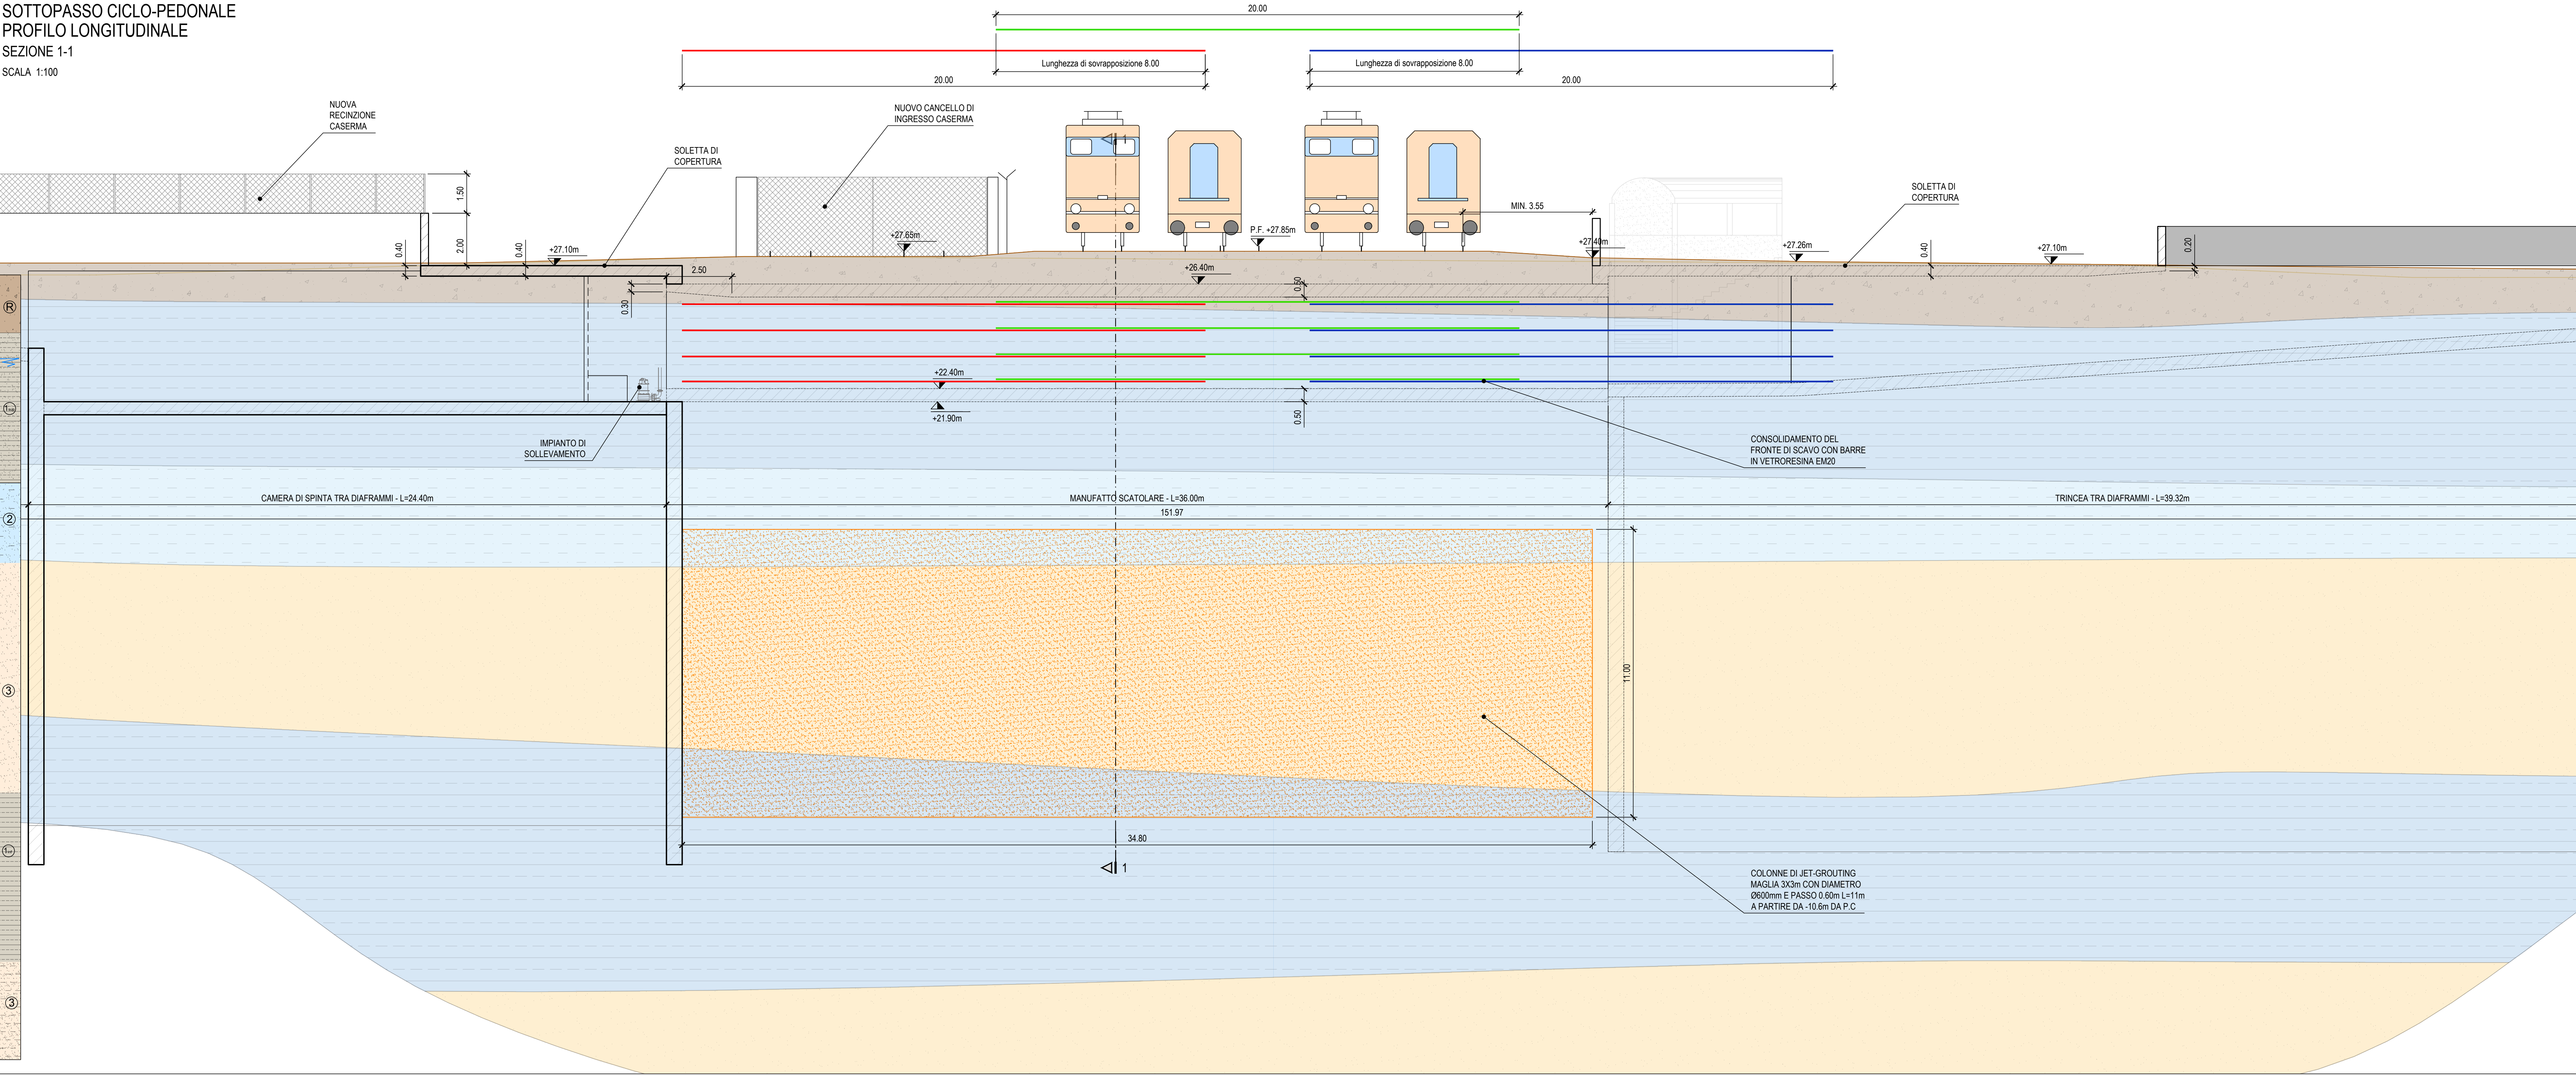 SOTTOPASSO CICLO-PEDONALE
PROFILO LONGITUDINALE
SEZIONE 1-1
SCALA 1:100
20.00
Lunghezza di sovrapposizione 8.00
Lunghezza di sovrapposizione 8.00
20.00
20.00
NUOVA
RECINZIONE
CASERMA
SOLETTA DI
COPERTURA
NUOVO CANCELLO DI
INGRESSO CASERMA
1
SOLETTA DI
COPERTURA
1.50
2.00
0.40
0.40
+27.10m
+27.65m
P.F. +27.85m
MIN. 3.55
+27.40m
+27.26m
0.40
+27.10m
0.20
2.50
+26.40m
0.30
0.60
R
+22.40m
+21.90m
0.50
IMPIANTO DI
SOLLEVAMENTO
CONSOLIDAMENTO DEL
FRONTE DI SCAVO CON BARRE
IN VETRORESINA EM20
CAMERA DI SPINTA TRA DIAFRAMMI - L=24.40m
MANUFATTO SCATOLARE - L=36.00m
TRINCEA TRA DIAFRAMMI - L=39.32m
151.97
2
11.00
3
34.80
1
COLONNE DI JET-GROUTING
MAGLIA 3X3m CON DIAMETRO
Ø600mm E PASSO 0.60m L=11m
A PARTIRE DA -10.6m DA P.C
3